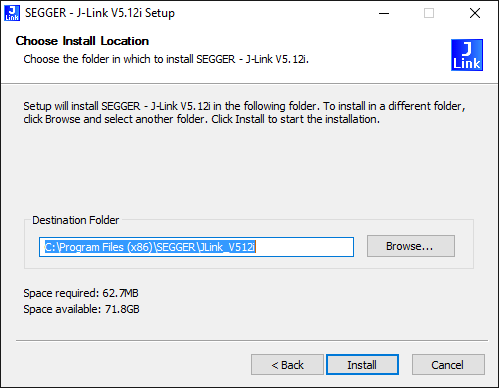 SEGGER - J-Link V5.12i Setup
Choose Install Location
Choose the folder in which to install SEGGER - J-Link V5.12i.
J
Link
Setup will install SEGGER - J-Link V5.12i in the following folder. To install in a different folder,
click Browse and select another folder. Click Install to start the installation.
Destination Folder
C:\Program Files (x86)\SEGGER\JLink_V512i
Browse...
Space required: 62.7MB
Space available: 71.8GB
< Back
Install
Cancel